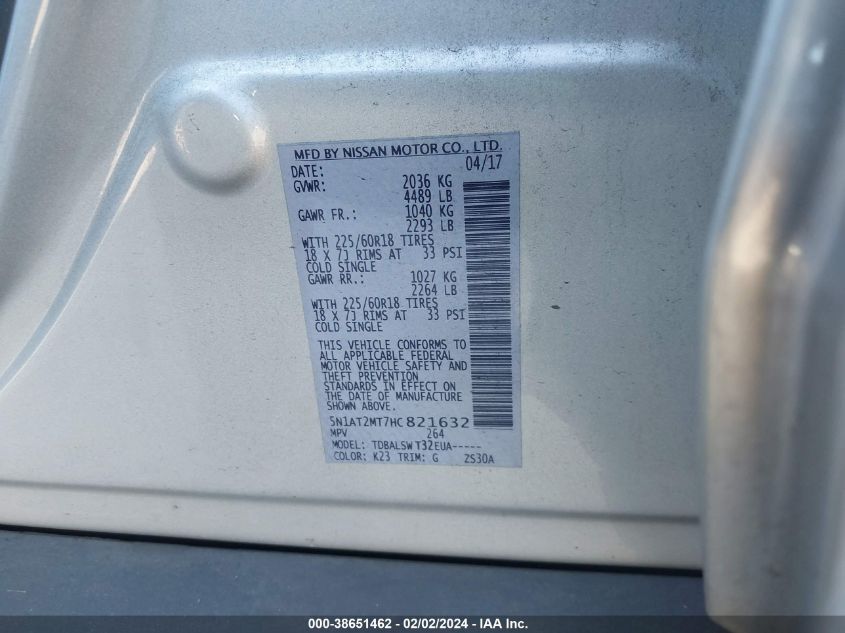 MFD BY NISSAN MOTOR CO., LTD.
DATE: 04/17
GVWR: 2036 KG
4489 LB
GAWR FR.: 1040 KG
2293 LB
WITH 225/60R18 TIRES
18 X 7J RIMS AT 33 PSI
COLD SINGLE
GAWR RR.: 1027 KG
2264 LB
WITH 225/60R18 TIRES
18 X 7J RIMS AT 33 PSI
COLD SINGLE
THIS VEHICLE CONFORMS TO
ALL APPLICABLE FEDERAL
MOTOR VEHICLE SAFETY AND
THEFT PREVENTION
STANDARDS IN EFFECT ON
THE DATE OF MANUFACTURE
SHOWN ABOVE.
5N1AT2MT7HC821632
MPV 264
MODEL: TDBALSW T32EUA-----
COLOR: K23 TRIM: G 2S30A
000-38651462 - 02/02/2024 - IAA Inc.